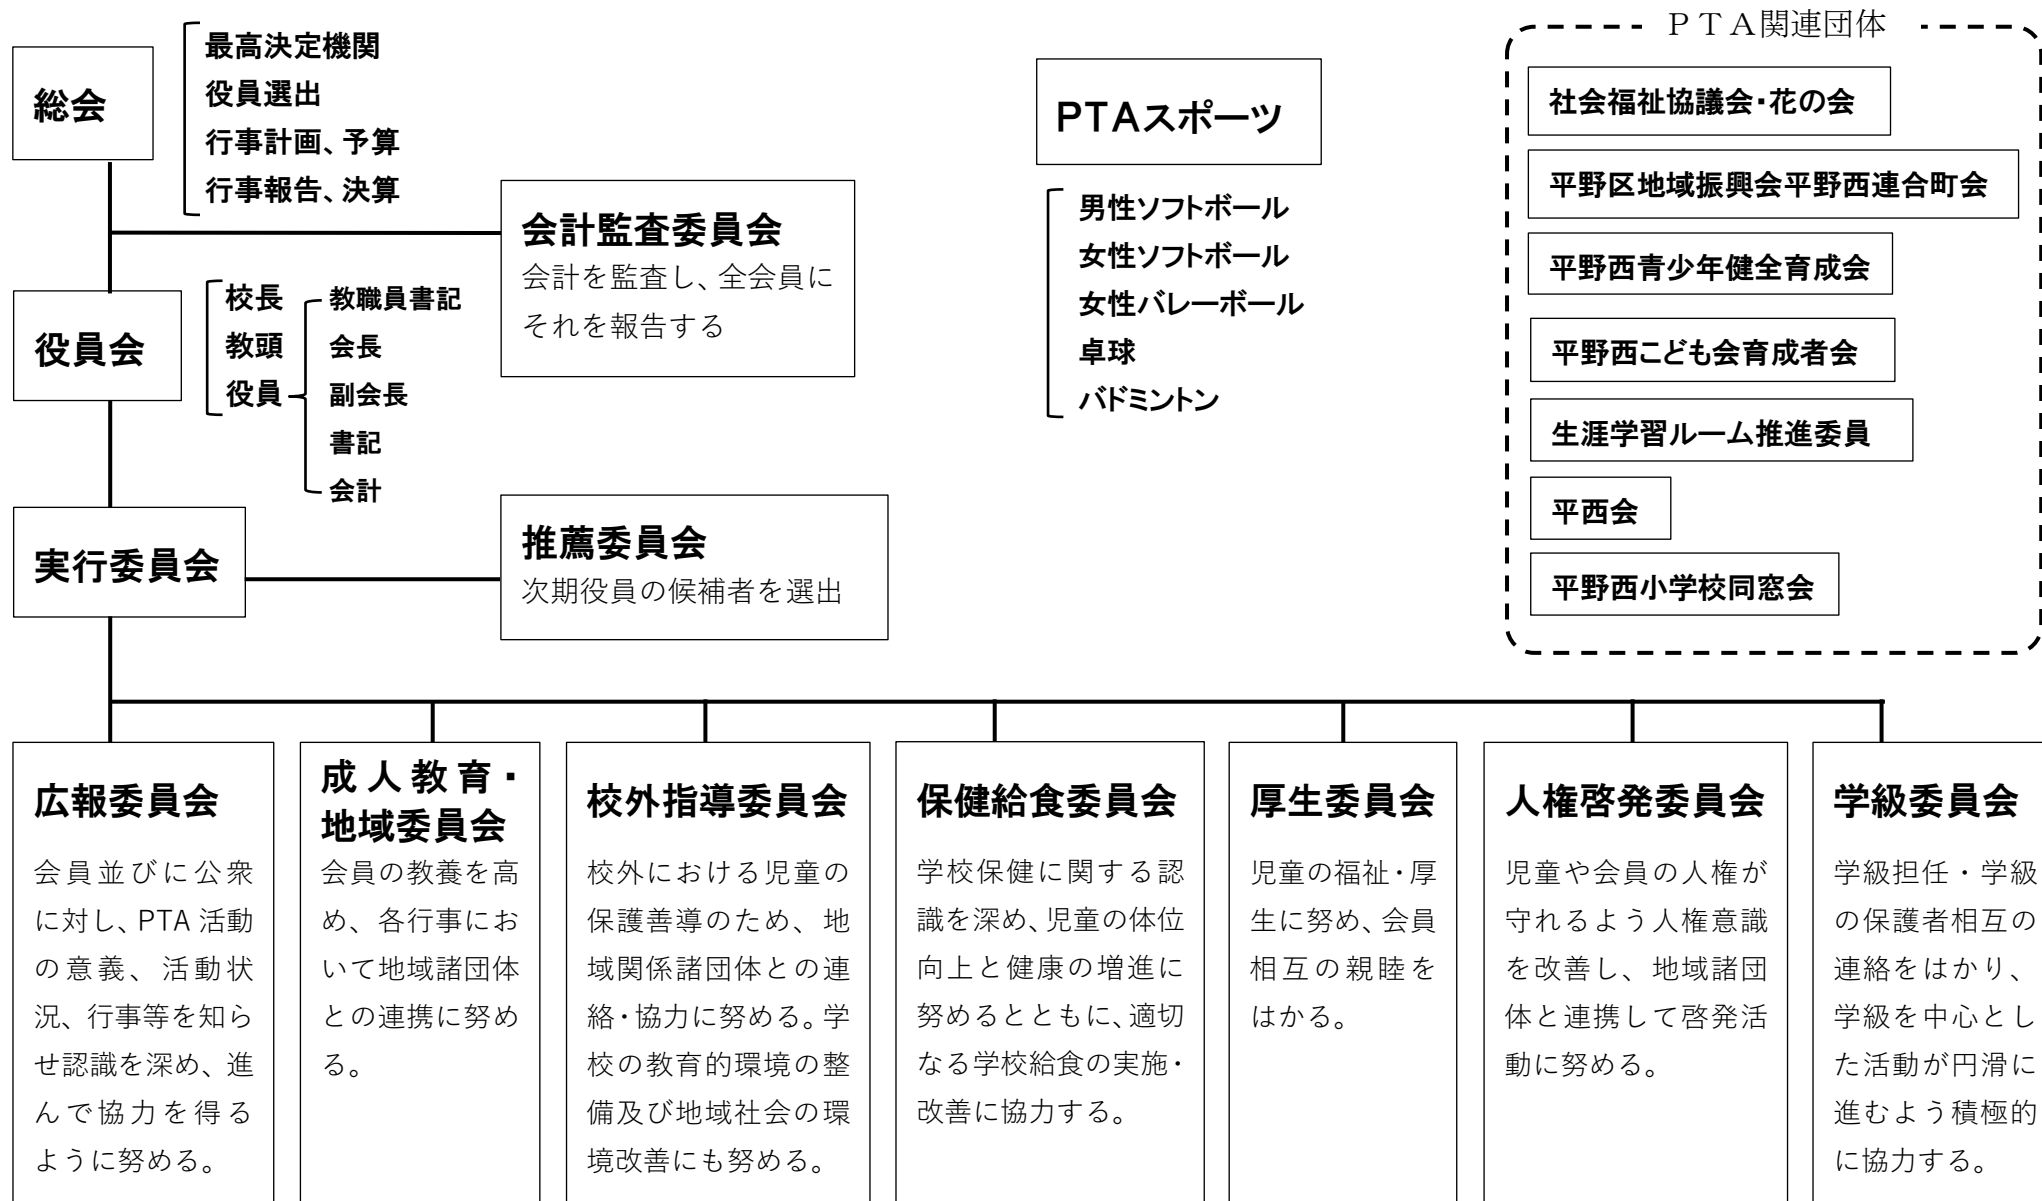 総会
最高決定機関
役員選出
行事計画、予算
行事報告、決算
会計監査委員会
会計を監査し、全会員に
それを報告する
役員会
校長
教頭
役員
教職員書記
会長
副会長
書記
会計
実行委員会
推薦委員会
次期役員の候補者を選出
PTAスポーツ
男性ソフトボール
女性ソフトボール
女性バレーボール
卓球
バドミントン
ＰＴＡ関連団体
社会福祉協議会・花の会
平野区地域振興会平野西連合町会
平野西青少年健全育成会
平野西こども会育成者会
生涯学習ルーム推進委員
平西会
平野西小学校同窓会
広報委員会
会員並びに公衆
に対し、PTA 活動
の意義、活動状
況、行事等を知ら
せ認識を深め、進
んで協力を得る
ように努める。
成人教育・
地域委員会
会員の教養を高
め、各行事にお
いて地域諸団体
との連携に努め
る。
校外指導委員会
校外における児童の
保護善導のため、地
域関係諸団体との連
絡・協力に努める。学
校の教育的環境の整
備及び地域社会の環
境改善にも努める。
保健給食委員会
学校保健に関する認
識を深め、児童の体位
向上と健康の増進に
努めるとともに、適切
なる学校給食の実施・
改善に協力する。
厚生委員会
児童の福祉・厚
生に努め、会員
相互の親睦を
はかる。
人権啓発委員会
児童や会員の人権が
守れるよう人権意識
を改善し、地域諸団
体と連携して啓発活
動に努める。
学級委員会
学級担任・学級
の保護者相互の
連絡をはかり、
学級を中心とし
た活動が円滑に
進むよう積極的
に協力する。